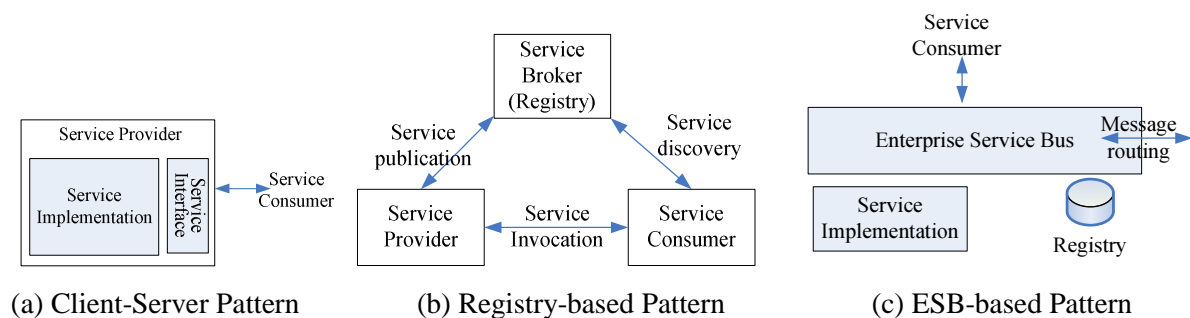 Service Provider
Service
Implementation
Service
Interface
Service
Consumer
(a) Client-Server Pattern
Service
Broker
(Registry)
Service
publication
Service
discovery
Service
Provider
Service
Invocation
Service
Consumer
(b) Registry-based Pattern
Service
Consumer
Enterprise Service Bus
Message
routing
Service
Implementation
Registry
(c) ESB-based Pattern